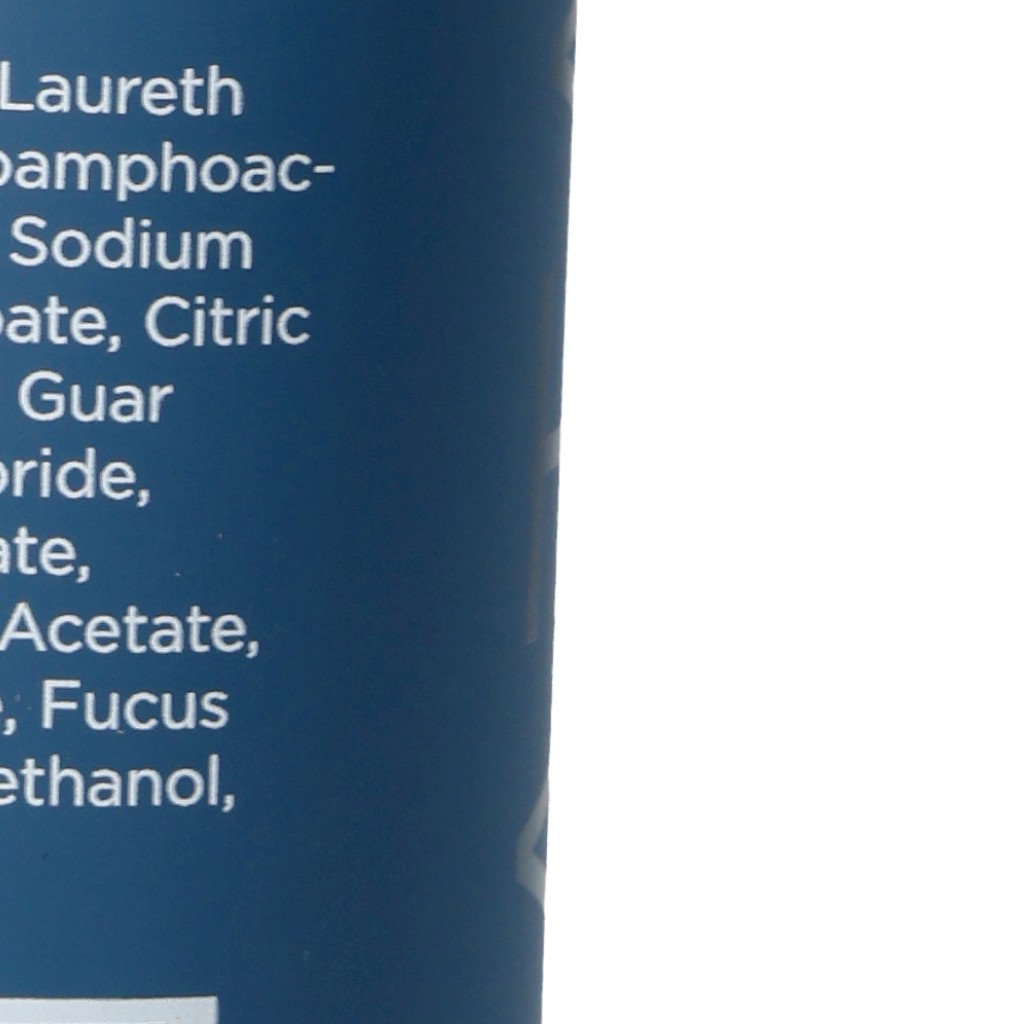 Laureth
oamphoac-
Sodium
oate, Citric
Guar
oride,
ate,
Acetate,
, Fucus
ethanol,